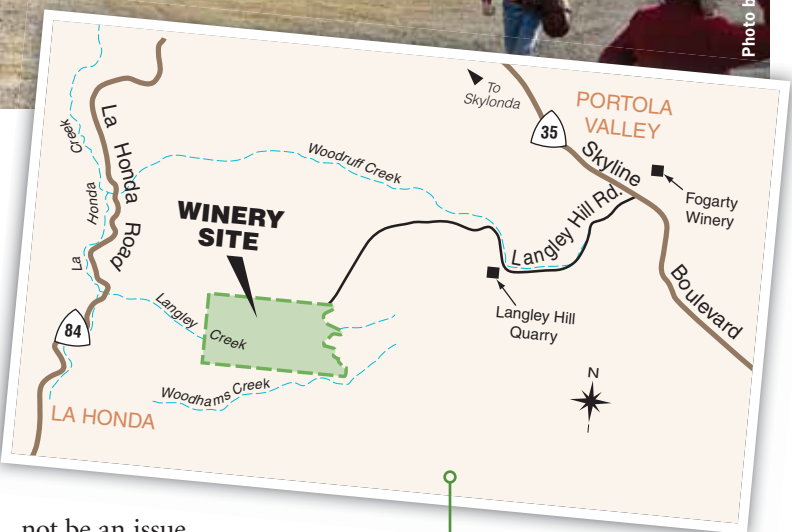 Photo b
To
Skylonda
PORTOLA
VALLEY
35
Skyline
Boulevard
Fogarty
Winery
Langley Hill Rd.
Langley Hill
Quarry
Woodruff Creek
La Honda
Creek
La Honda
Road
WINERY
SITE
Langley
Creek
84
Woodhams Creek
LA HONDA
N
not be an issue